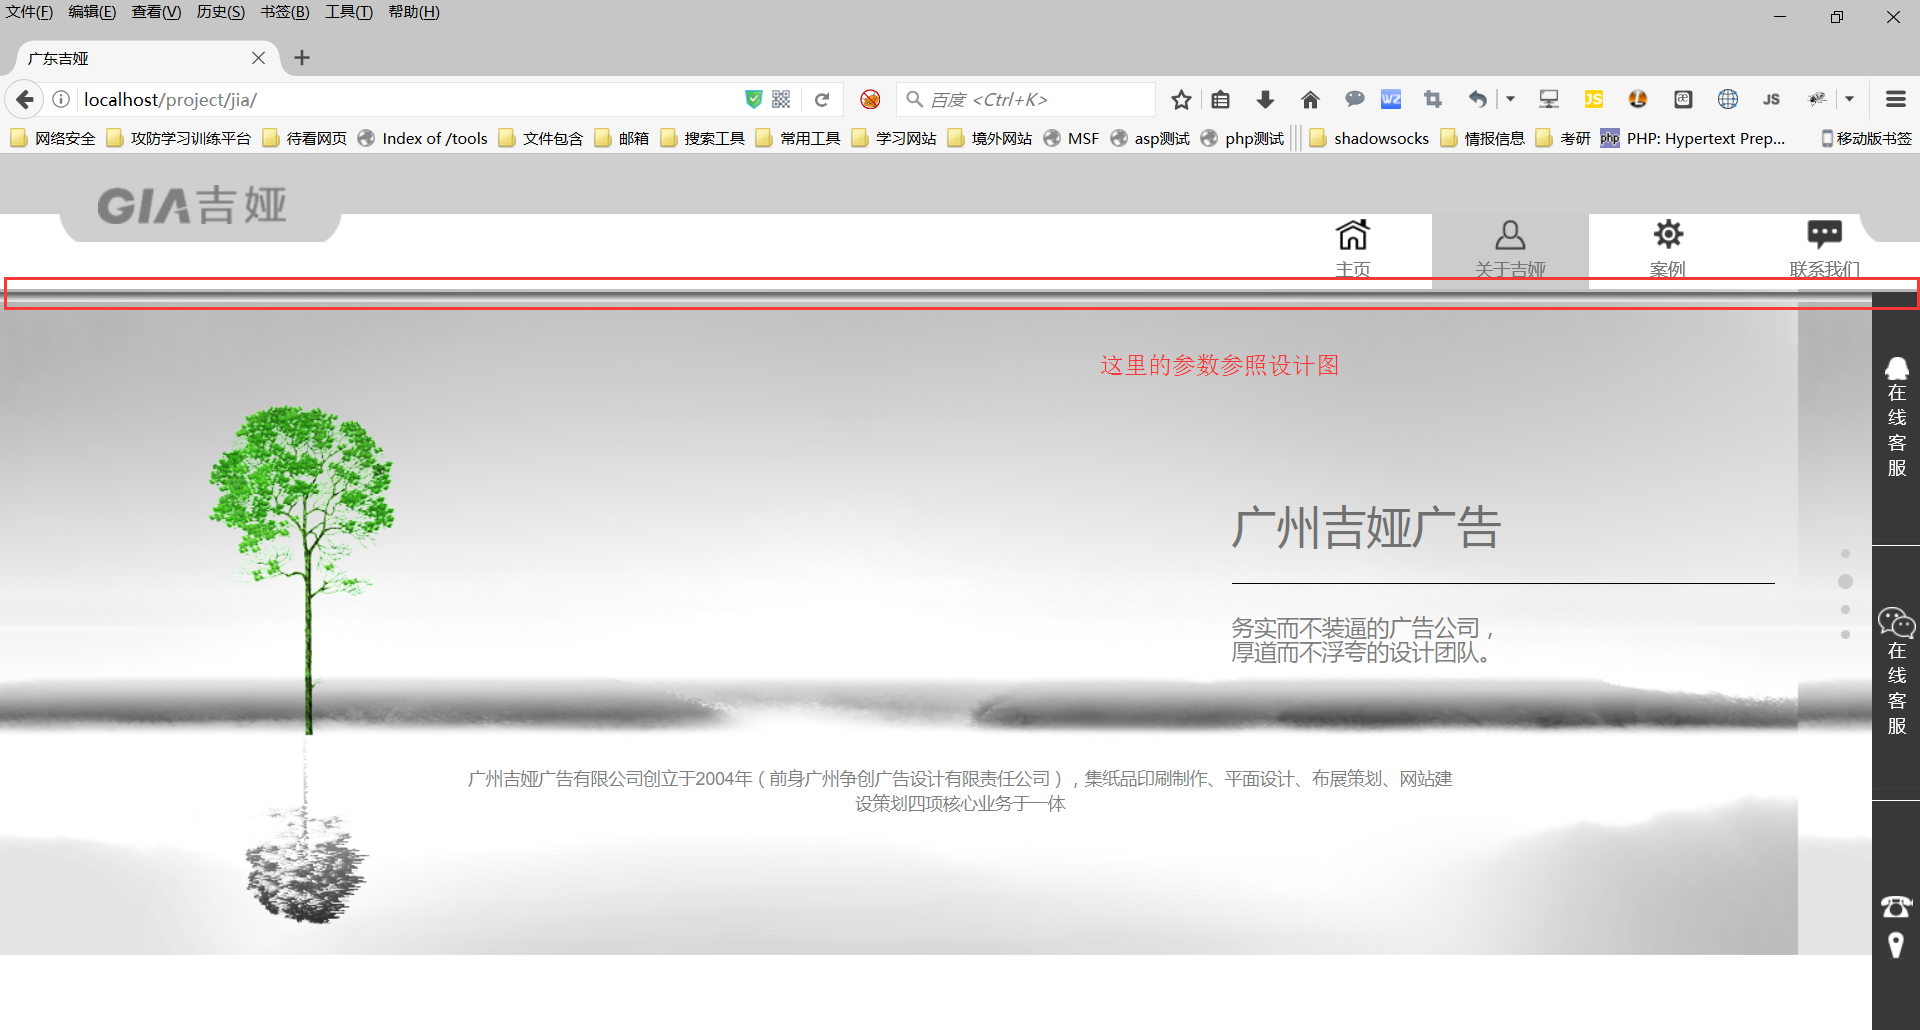 文件(F) 编辑(E) 查看(V) 历史(S) 书签(B) 工具(T) 帮助(H)
广东吉娅
localhost/project/jia/
百度 <Ctrl+K>
WZ
JS
æ
JS
网络安全 攻防学习训练平台 待看网页 Index of /tools 文件包含 邮箱 搜索工具 常用工具 学习网站 境外网站 MSF asp测试 php测试 shadowsocks 情报信息 考研 php PHP: Hypertext Prep... 移动版书签
GIA吉娅
主页 关于吉娅 案例 联系我们
这里的参数参照设计图
在线客服
广州吉娅广告
务实而不装逼的广告公司，
厚道而不浮夸的设计团队。
在线客服
广州吉娅广告有限公司创立于2004年（前身广州争创广告设计有限责任公司），集纸品印刷制作、平面设计、布展策划、网站建
设策划四项核心业务于一体